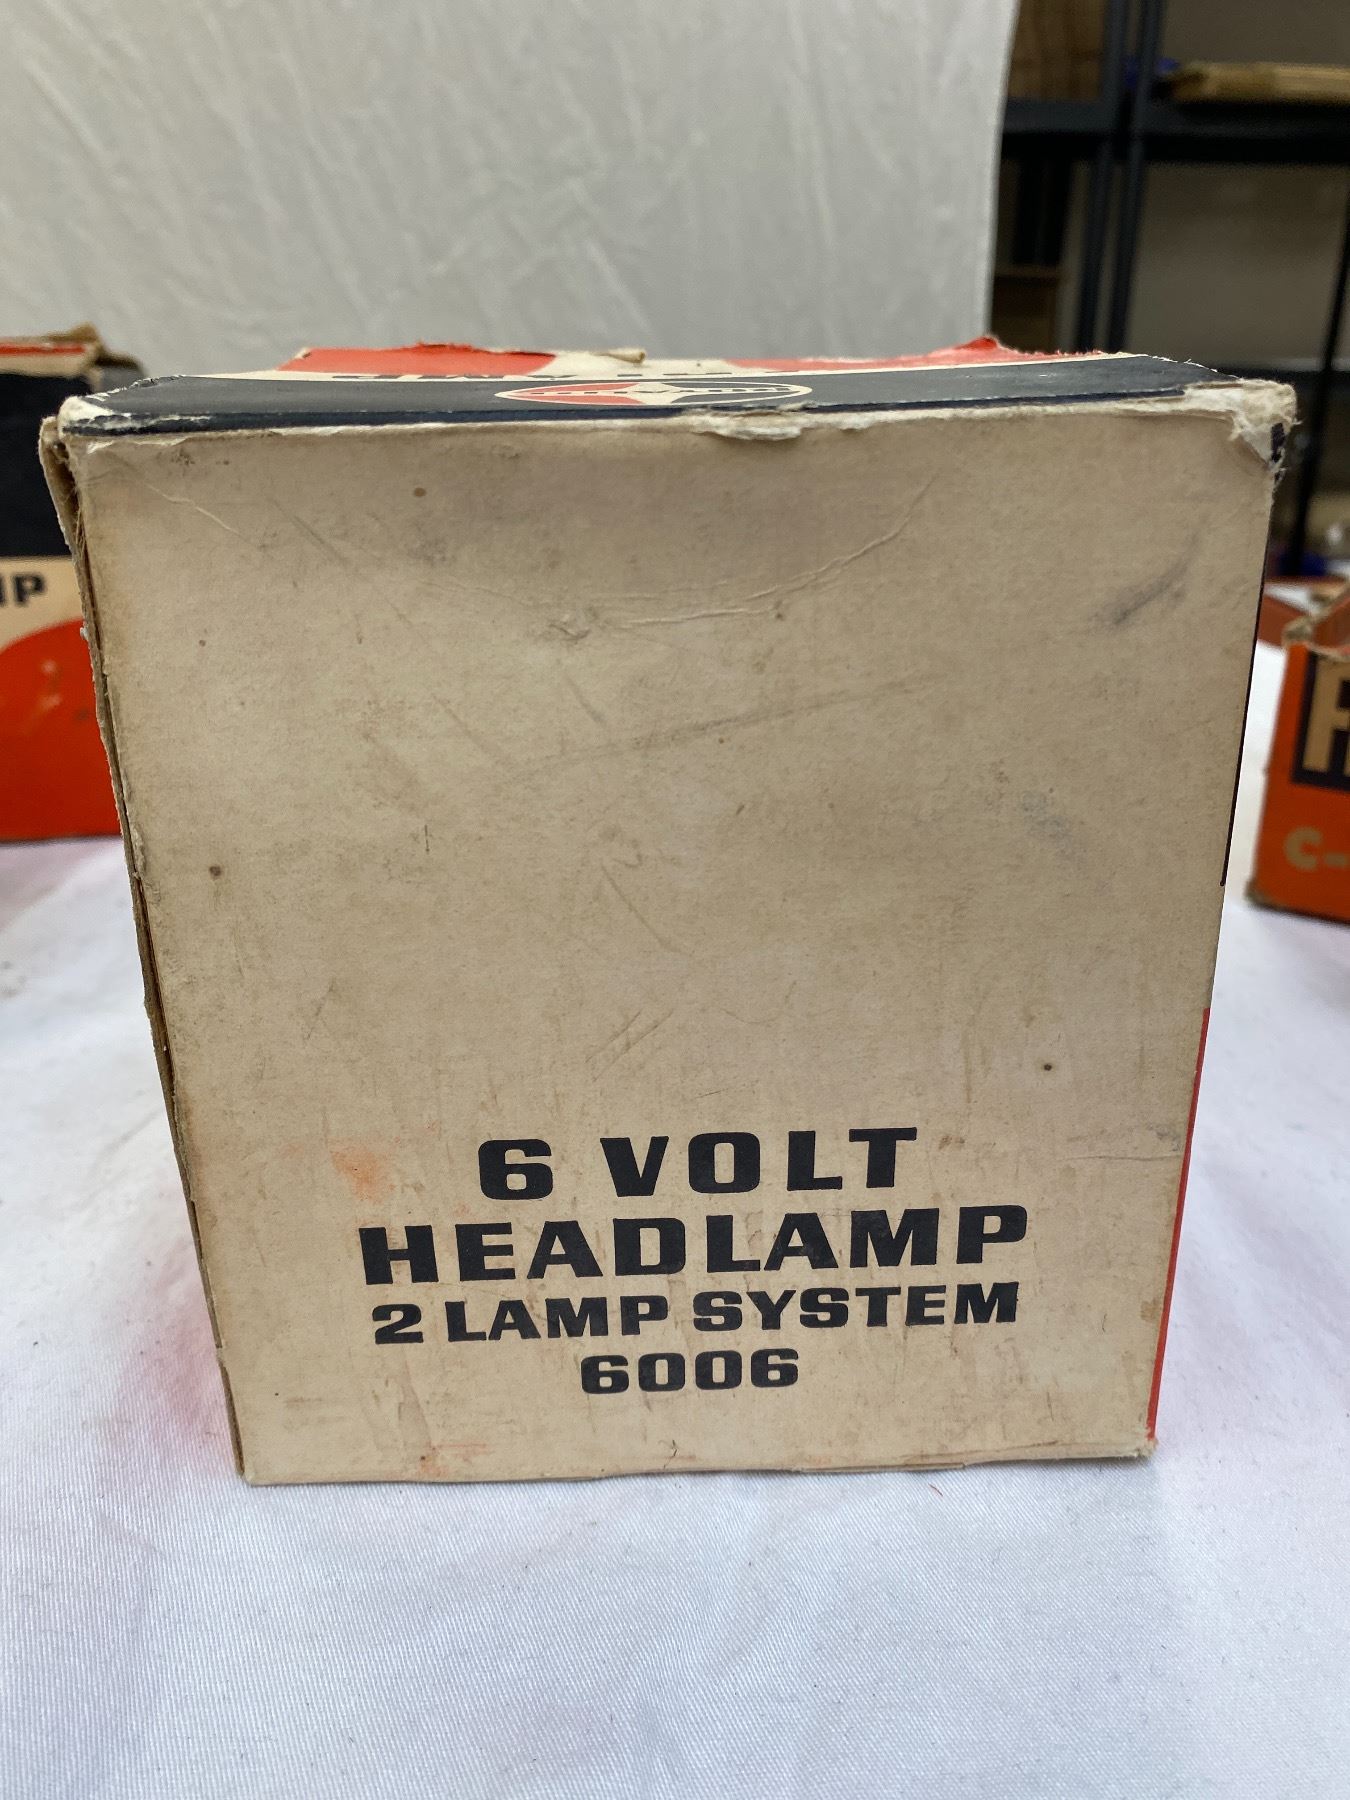 6 VOLT
HEADLAMP
2 LAMP SYSTEM
6006